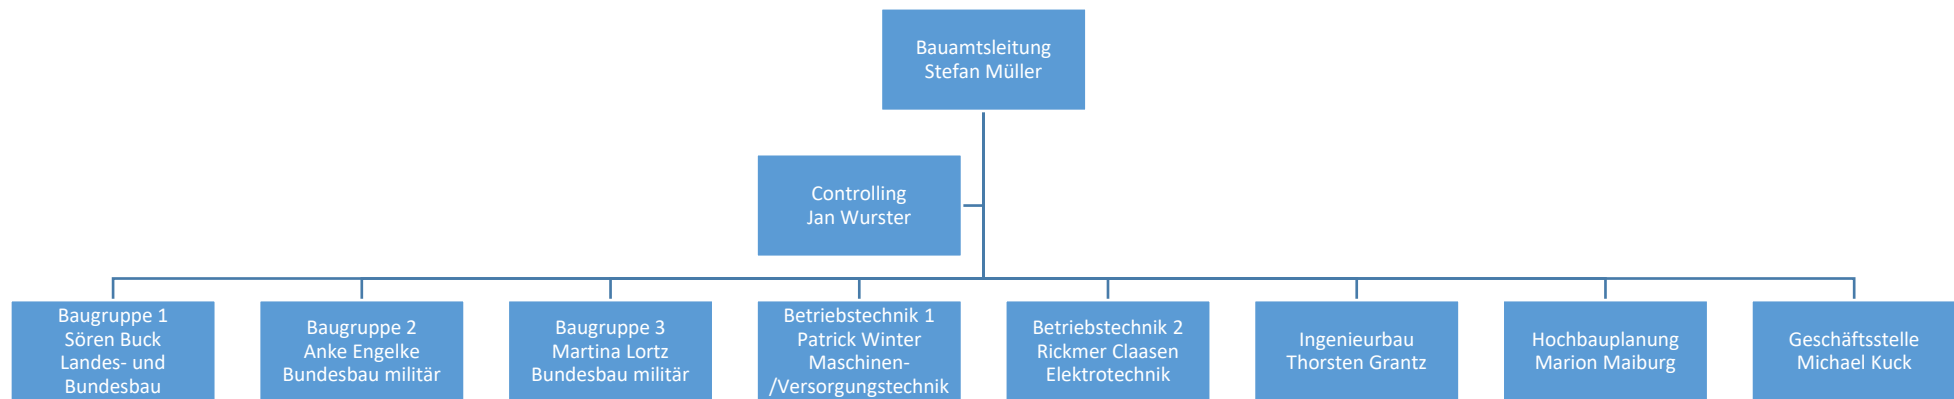 Bauamtsleitung
Stefan Müller
Controlling
Jan Wurster
Baugruppe 1
Sören Buck
Landes- und
Bundesbau
Baugruppe 2
Anke Engelke
Bundesbau militär
Baugruppe 3
Martina Lortz
Bundesbau militär
Betriebstechnik 1
Patrick Winter
Maschinen-
/Versorgungstechnik
Betriebstechnik 2
Rickmer Claasen
Elektrotechnik
Ingenieurbau
Thorsten Grantz
Hochbauplanung
Marion Maiburg
Geschäftsstelle
Michael Kuck